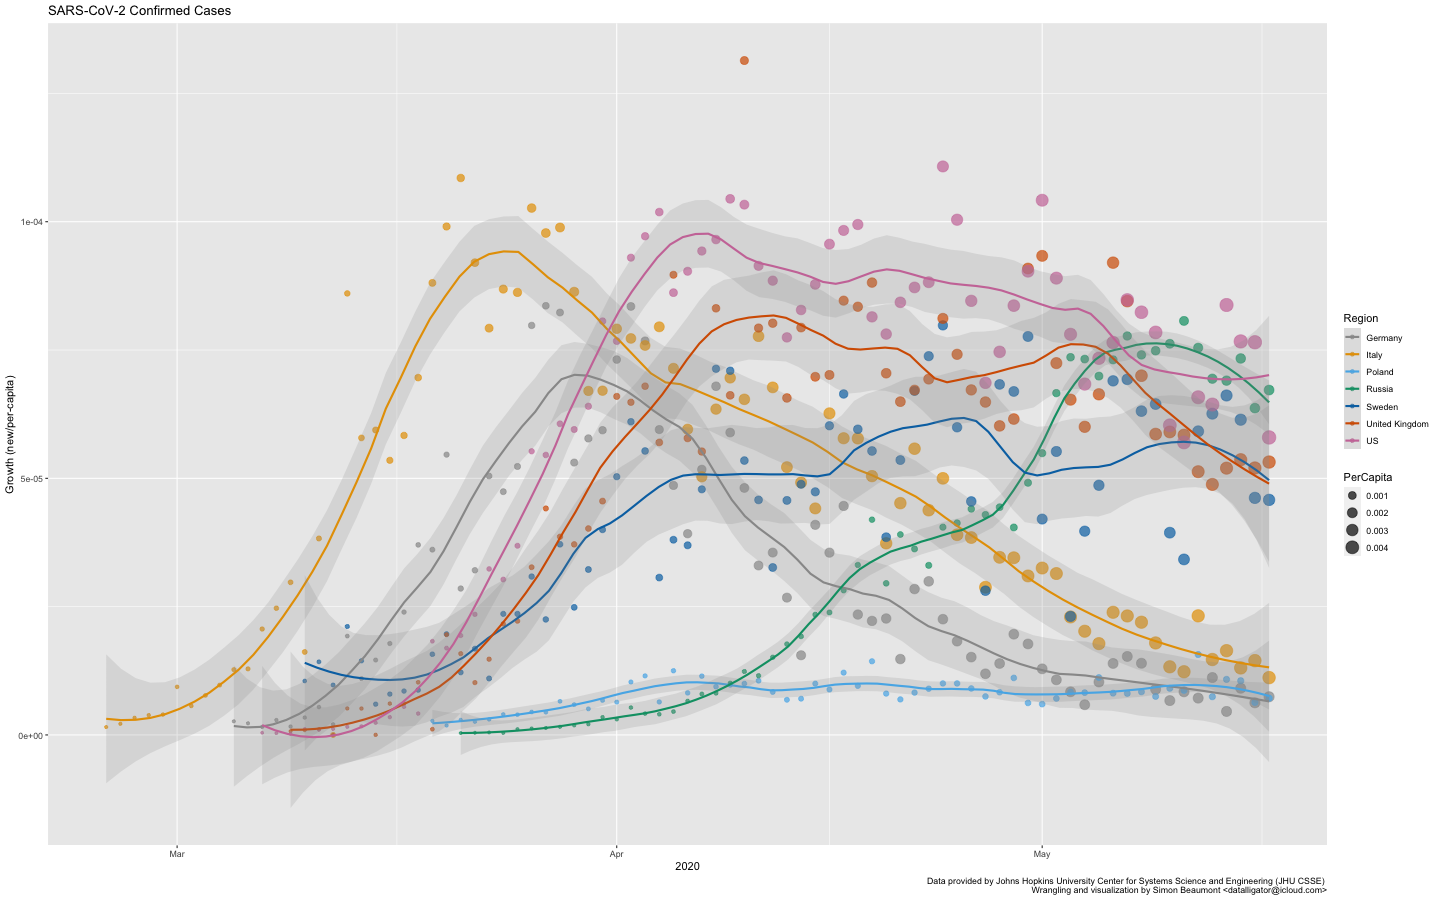 SARS-CoV-2 Confirmed Cases
Growth (new/per-capita)
1e-04
5e-05
0e+00
Mar
Apr
May
2020
Region
Germany
Italy
Poland
Russia
Sweden
United Kingdom
US
PerCapita
0.001
0.002
0.003
0.004
Data provided by Johns Hopkins University Center for Systems Science and Engineering (JHU CSSE)
Wrangling and visualization by Simon Beaumont <datalligator@icloud.com>